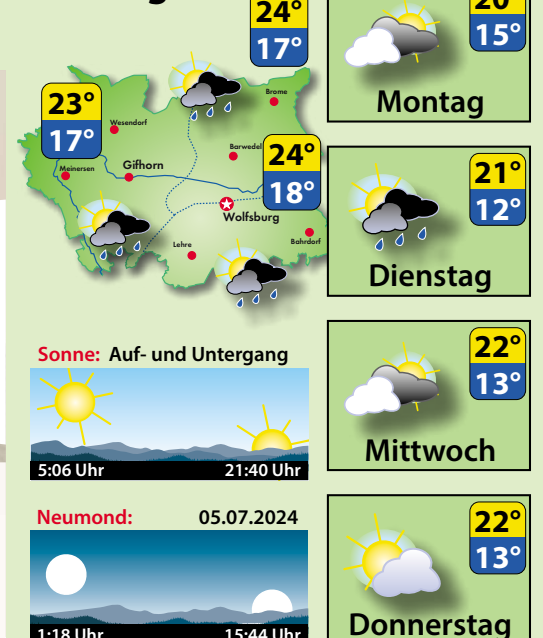 24°
17°
23°
17°
Wesendorf
Brome
Meinersen
Gifhorn
Barwedel
24°
18°
Wolfsburg
Lehre
Bahrdorf
Sonne: Auf- und Untergang
5:06 Uhr 21:40 Uhr
Neumond: 05.07.2024
1:18 Uhr 15:44 Uhr
20°
15°
Montag
21°
12°
Dienstag
22°
13°
Mittwoch
22°
13°
Donnerstag